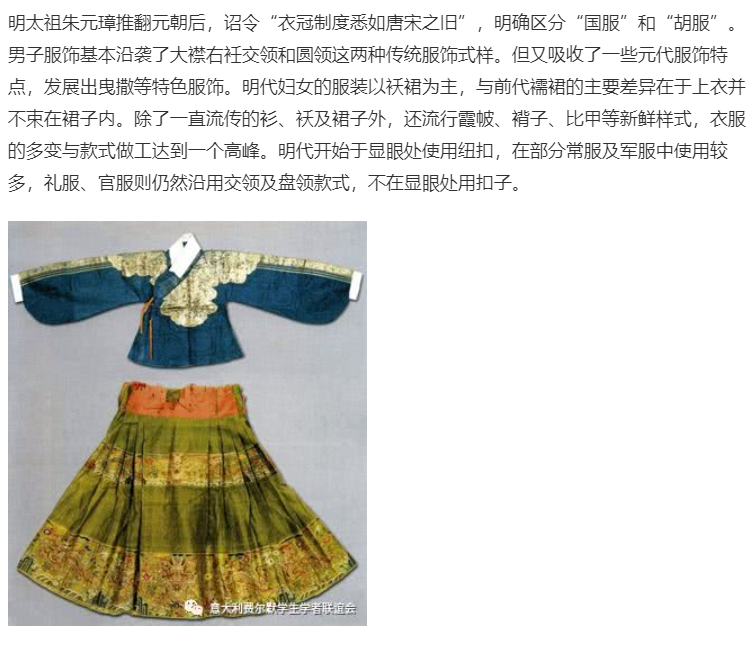 明太祖朱元璋推翻元朝后，诏令“衣冠制度悉如唐宋之旧”，明确区分“国服”和“胡服”。
男子服饰基本沿袭了大襟右衽交领和圆领这两种传统服饰式样。但又吸收了一些元代服饰特
点，发展出曳撒等特色服饰。明代妇女的服装以袄裙为主，与前代襦裙的主要差异在于上衣并
不束在裙子内。除了一直流传的衫、袄及裙子外，还流行霞帔、褙子、比甲等新鲜样式，衣服
的多变与款式做工达到一个高峰。明代开始于显眼处使用纽扣，在部分常服及军服中使用较
多，礼服、官服则仍然沿用交领及盘领款式，不在显眼处用扣子。
意大利费尔默学生学者联谊会